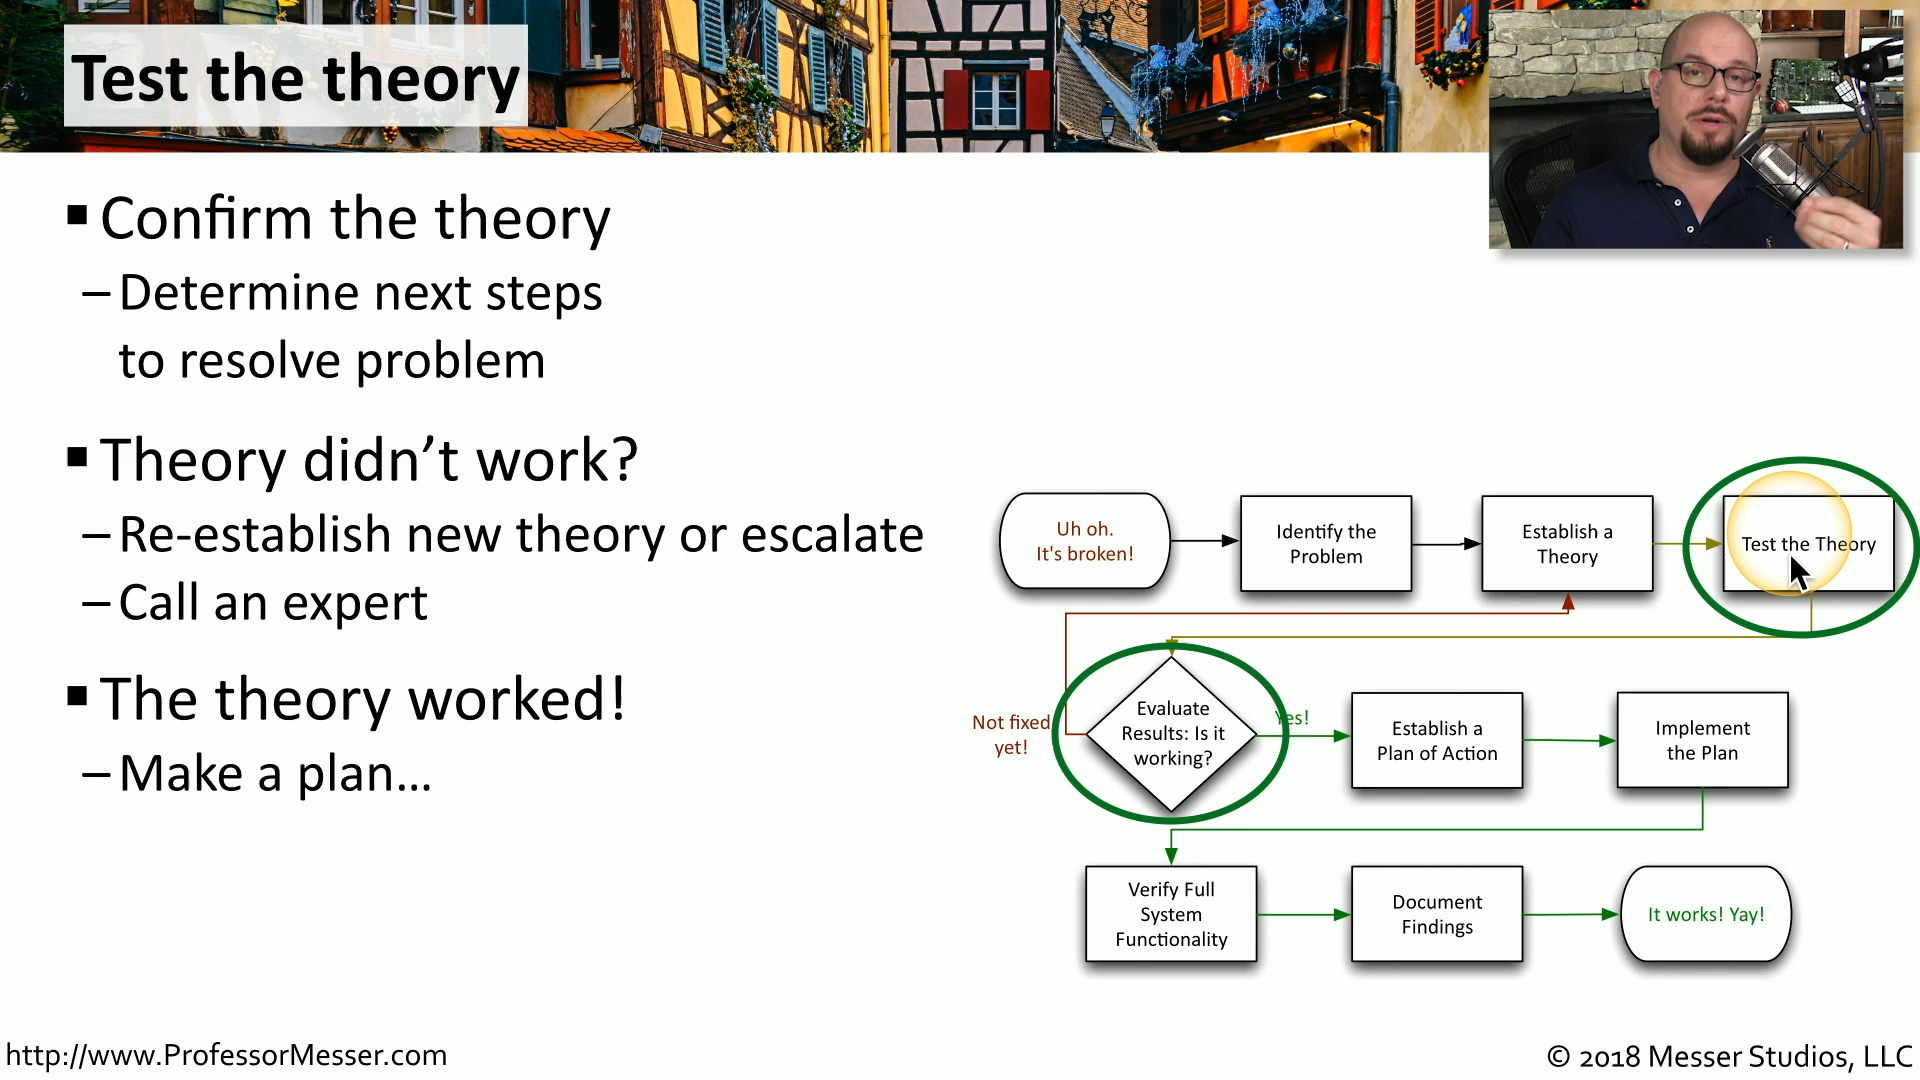 Test the theory
▪ Confirm the theory
– Determine next steps
to resolve problem
▪ Theory didn’t work?
– Re-establish new theory or escalate
– Call an expert
▪ The theory worked!
– Make a plan...
Uh oh.
It's broken!
Identify the
Problem
Establish a
Theory
Test the Theory
Not fixed
yet!
Evaluate
Results: Is it
working?
Yes!
Establish a
Plan of Action
Implement
the Plan
Verify Full
System
Functionality
Document
Findings
It works! Yay!
http://www.ProfessorMesser.com
© 2018 Messer Studios, LLC